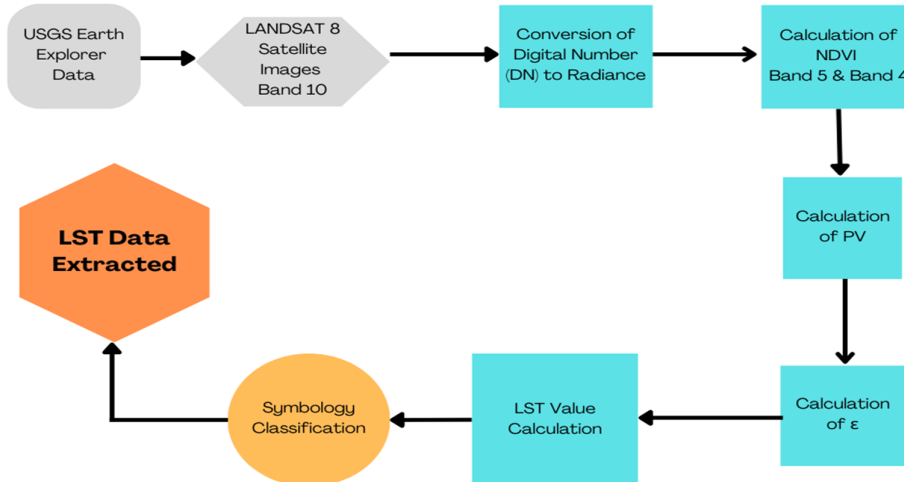 USGS Earth
Explorer
Data
LANDSAT 8
Satellite
Images
Band 10
Conversion of
Digital Number
(DN) to Radiance
Calculation of
NDVI
Band 5 & Band 4
Calculation
of PV
Calculation
of ε
LST Value
Calculation
Symbology
Classification
LST Data
Extracted